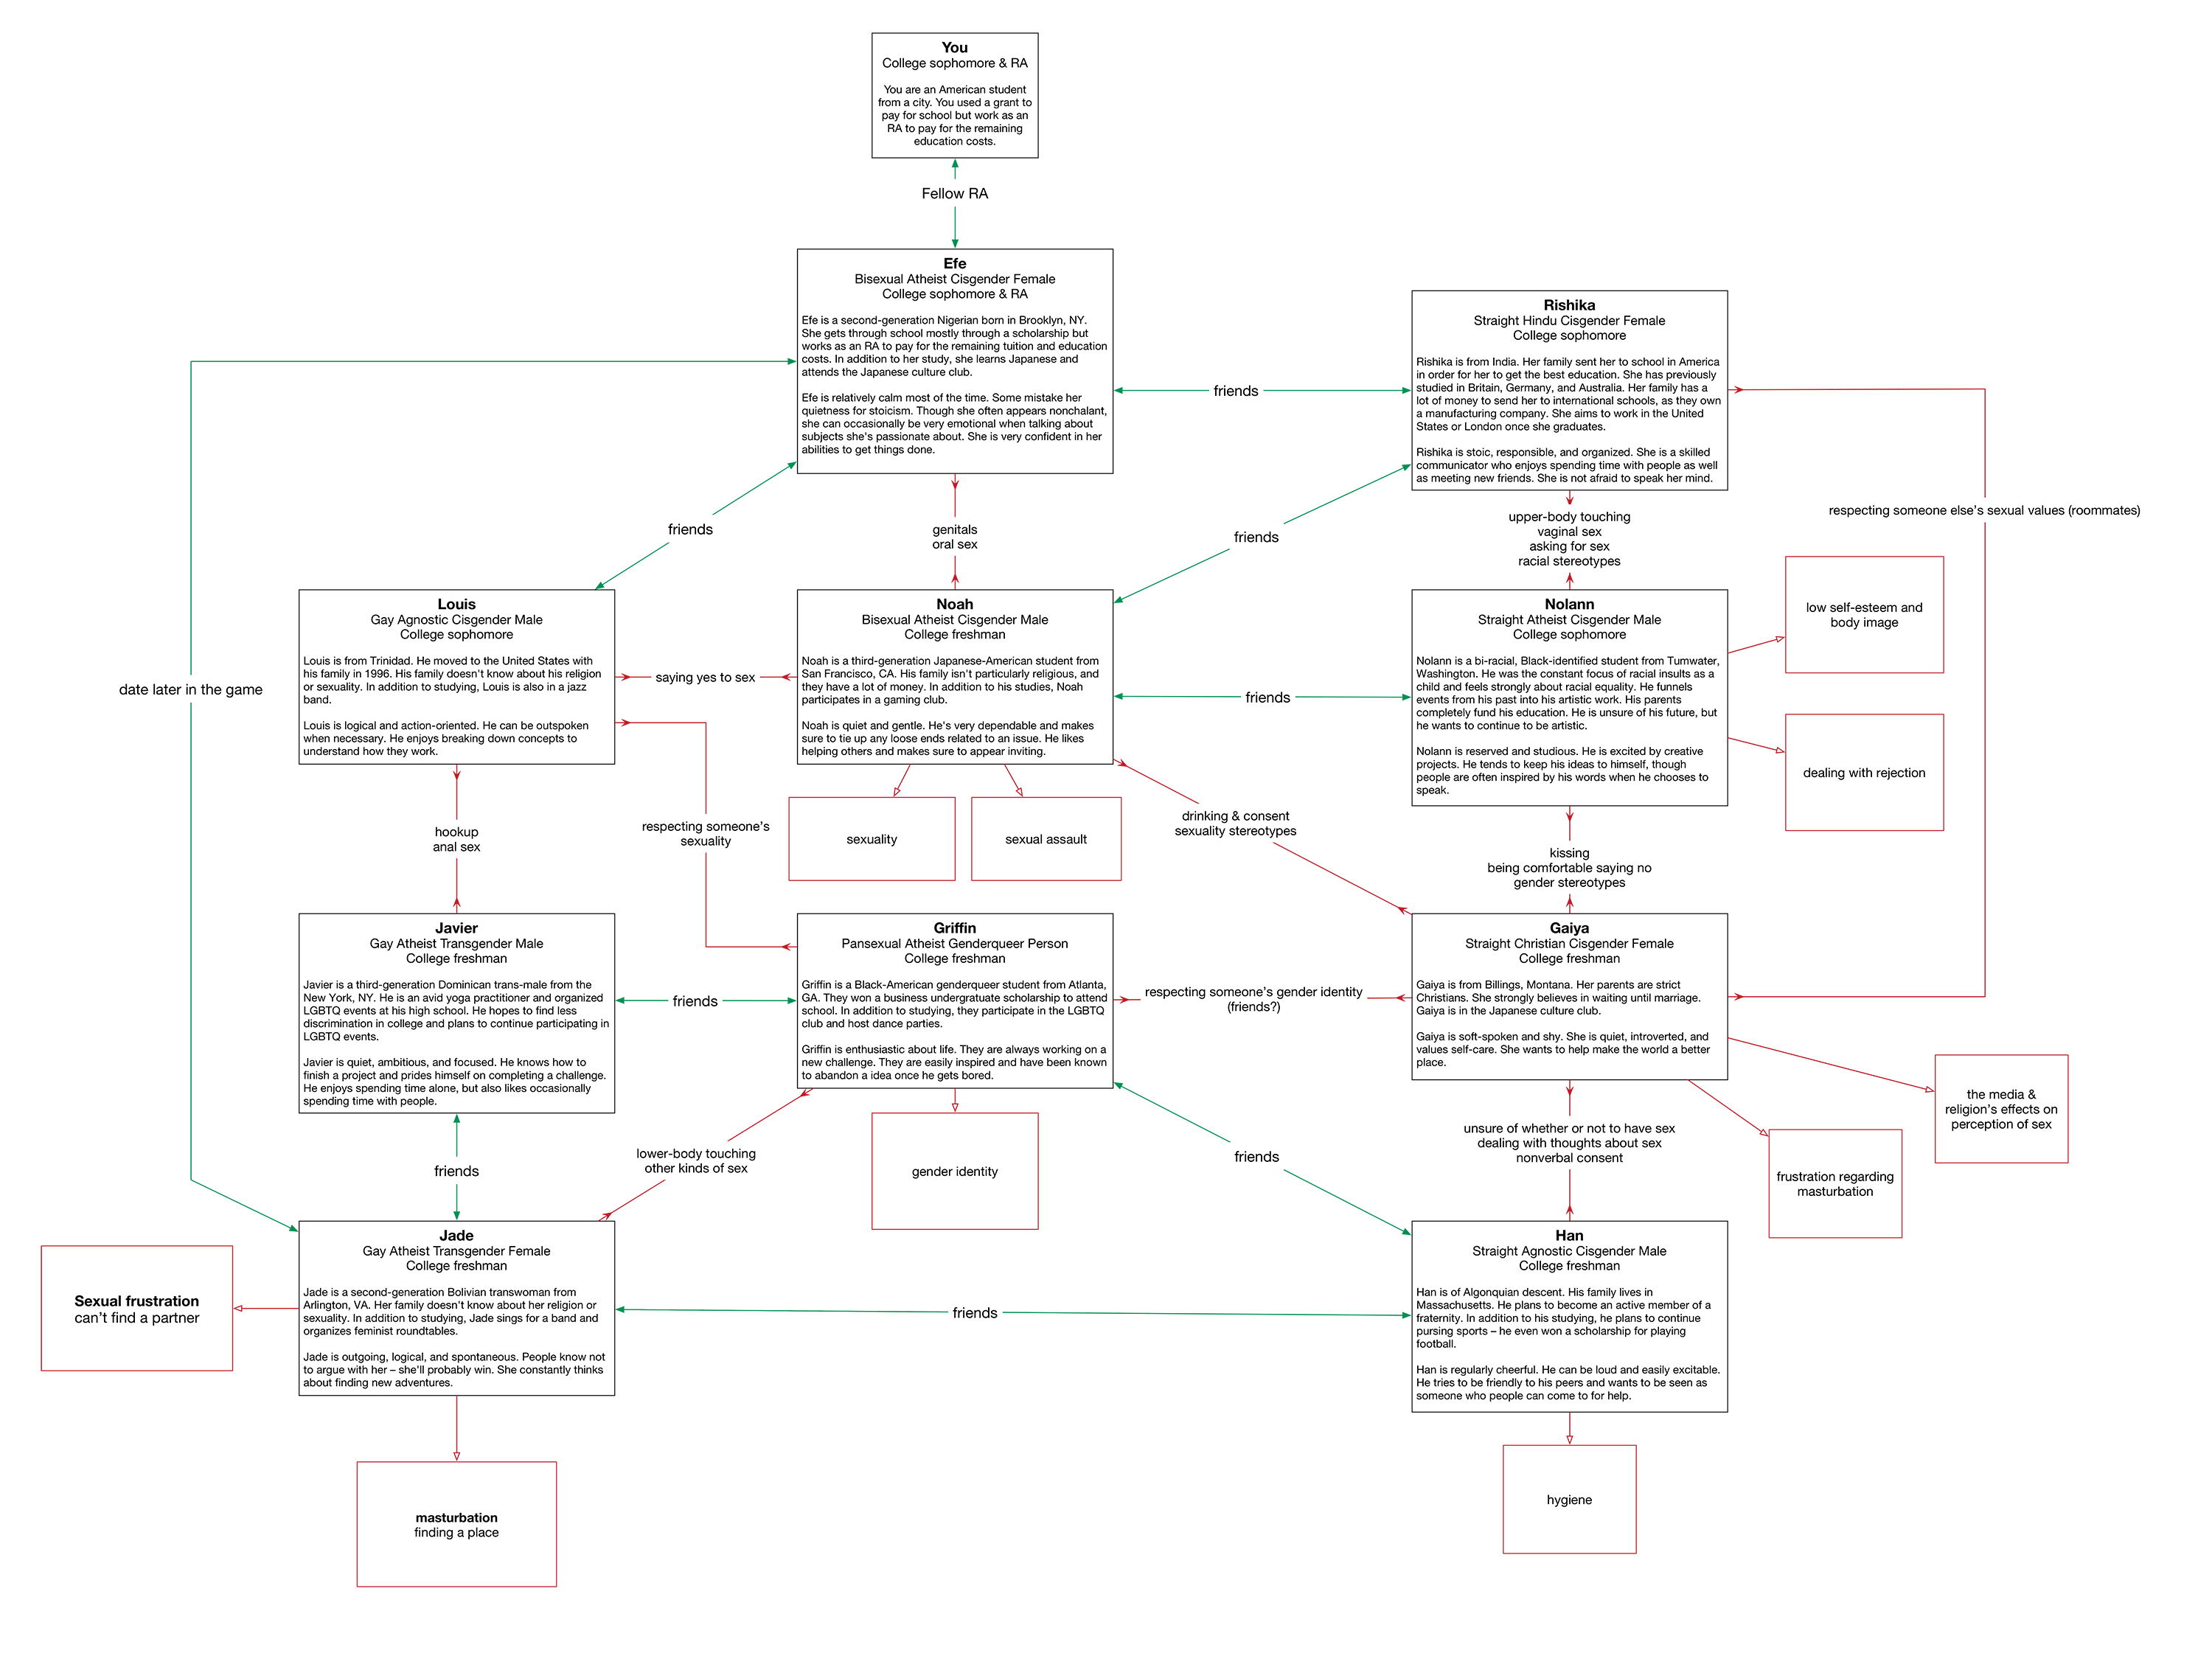 You
College sophomore & RA
You are an American student
from a city. You used a grant to
pay for school but work as an
RA to pay for the remaining
education costs.
Fellow RA
Efe
Bisexual Atheist Cisgender Female
College sophomore & RA
Efe is a second-generation Nigerian born in Brooklyn, NY.
She gets through school mostly through a scholarship but
works as an RA to pay for the remaining tuition and education
costs. In addition to her study, she learns Japanese and
attends the Japanese culture club.
Efe is relatively calm most of the time. Some mistake her
quietness for stoicism. Though she often appears nonchalant,
she can occasionally be very emotional when talking about
subjects she's passionate about. She is very confident in her
abilities to get things done.
friends
Rishika
Straight Hindu Cisgender Female
College sophomore
Rishika is from India. Her family sent her to school in America
in order for her to get the best education. She has previously
studied in Britain, Germany, and Australia. Her family has a
lot of money to send her to international schools, as they own
a manufacturing company. She aims to work in the United
States or London once she graduates.
Rishika is stoic, responsible, and organized. She is a skilled
communicator who enjoys spending time with people as well
as meeting new friends. She is not afraid to speak her mind.
friends
genitals
oral sex
friends
upper-body touching
vaginal sex
asking for sex
racial stereotypes
respecting someone else's sexual values (roommates)
date later in the game
Louis
Gay Agnostic Cisgender Male
College sophomore
Louis is from Trinidad. He moved to the United States with
his family in 1996. His family doesn't know about his religion
or sexuality. In addition to studying, Louis is also in a jazz
band.
Louis is logical and action-oriented. He can be outspoken
when necessary. He enjoys breaking down concepts to
understand how they work.
saying yes to sex
Noah
Bisexual Atheist Cisgender Male
College freshman
Noah is a third-generation Japanese-American student from
San Francisco, CA. His family isn't particularly religious, and
they have a lot of money. In addition to his studies, Noah
participates in a gaming club.
Noah is quiet and gentle. He's very dependable and makes
sure to tie up any loose ends related to an issue. He likes
helping others and makes sure to appear inviting.
friends
Nolann
Straight Atheist Cisgender Male
College sophomore
Nolann is a bi-racial, Black-identified student from Tumwater,
Washington. He was the constant focus of racial insults as a
child and feels strongly about racial equality. He funnels
events from his past into his artistic work. His parents
completely fund his education. He is unsure of his future, but
he wants to continue to be artistic.
Nolann is reserved and studious. He is excited by creative
projects. He tends to keep his ideas to himself, though
people are often inspired by his words when he chooses to
speak.
low self-esteem and
body image
dealing with rejection
hookup
anal sex
respecting someone's
sexuality
sexuality
sexual assault
drinking & consent
sexuality stereotypes
kissing
being comfortable saying no
gender stereotypes
Javier
Gay Atheist Transgender Male
College freshman
Javier is a third-generation Dominican trans-male from the
New York, NY. He is an avid yoga practitioner and organized
LGBTQ events at his high school. He hopes to find less
discrimination in college and plans to continue participating in
LGBTQ events.
Javier is quiet, ambitious, and focused. He knows how to
finish a project and prides himself on completing a challenge.
He enjoys spending time alone, but also likes occasionally
spending time with people.
friends
Griffin
Pansexual Atheist Genderqueer Person
College freshman
Griffin is a Black-American genderqueer student from Atlanta,
GA. They won a business undergratuate scholarship to attend
school. In addition to studying, they participate in the LGBTQ
club and host dance parties.
Griffin is enthusiastic about life. They are always working on a
new challenge. They are easily inspired and have been known
to abandon a idea once he gets bored.
respecting someone's gender identity
(friends?)
Gaiya
Straight Christian Cisgender Female
College freshman
Gaiya is from Billings, Montana. Her parents are strict
Christians. She strongly believes in waiting until marriage.
Gaiya is in the Japanese culture club.
Gaiya is soft-spoken and shy. She is quiet, introverted, and
values self-care. She wants to help make the world a better
place.
the media &
religion's effects on
perception of sex
frustration regarding
masturbation
friends
lower-body touching
other kinds of sex
gender identity
friends
unsure of whether or not to have sex
dealing with thoughts about sex
nonverbal consent
Sexual frustration
can't find a partner
Jade
Gay Atheist Transgender Female
College freshman
Jade is a second-generation Bolivian transwoman from
Arlington, VA. Her family doesn't know about her religion or
sexuality. In addition to studying, Jade sings for a band and
organizes feminist roundtables.
Jade is outgoing, logical, and spontaneous. People know not
to argue with her – she'll probably win. She constantly thinks
about finding new adventures.
friends
Han
Straight Agnostic Cisgender Male
College freshman
Han is of Algonquian descent. His family lives in
Massachusetts. He plans to become an active member of a
fraternity. In addition to his studying, he plans to continue
pursing sports – he even won a scholarship for playing
football.
Han is regularly cheerful. He can be loud and easily excitable.
He tries to be friendly to his peers and wants to be seen as
someone who people can come to for help.
masturbation
finding a place
hygiene